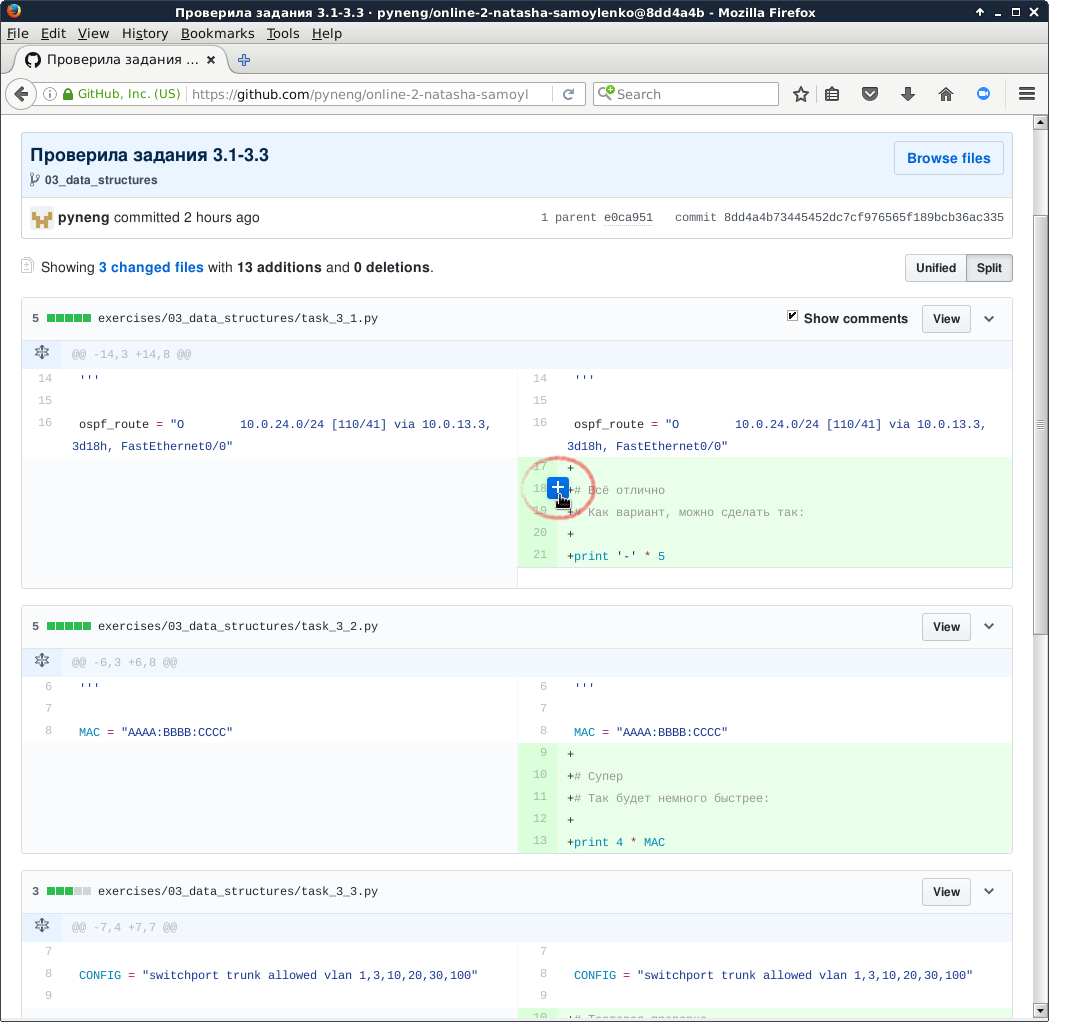 Проверила задания 3.1-3.3 · pyneng/online-2-natasha-samoylenko@8dd4a4b - Mozilla Firefox
File Edit View History Bookmarks Tools Help
Проверила задания ...
GitHub, Inc. (US) https://github.com/pyneng/online-2-natasha-samoyl Search
Проверила задания 3.1-3.3
Browse files
03_data_structures
pyneng committed 2 hours ago 1 parent e0ca951 commit 8dd4a4b73445452dc7cf976565f189bcb36ac335
Showing 3 changed files with 13 additions and 0 deletions. Unified Split
5 exercises/03_data_structures/task_3_1.py Show comments View
@@ -14,3 +14,8 @@
14 ''' 14 '''
15 15
16 ospf_route = "O 10.0.24.0/24 [110/41] via 10.0.13.3, 16 ospf_route = "O 10.0.24.0/24 [110/41] via 10.0.13.3,
3d18h, FastEthernet0/0" 3d18h, FastEthernet0/0"
17 +
18 +# Всё отлично
19 +# Как вариант, можно сделать так:
20 +
21 +print '-' * 5
5 exercises/03_data_structures/task_3_2.py View
@@ -6,3 +6,8 @@
6 ''' 6 '''
7 7
8 MAC = "AAAA:BBBB:CCCC" 8 MAC = "AAAA:BBBB:CCCC"
9 +
10 +# Супер
11 +# Так будет немного быстрее:
12 +
13 +print 4 * MAC
3 exercises/03_data_structures/task_3_3.py View
@@ -7,4 +7,7 @@
7 7
8 CONFIG = "switchport trunk allowed vlan 1,3,10,20,30,100" 8 CONFIG = "switchport trunk allowed vlan 1,3,10,20,30,100"
9 9
10